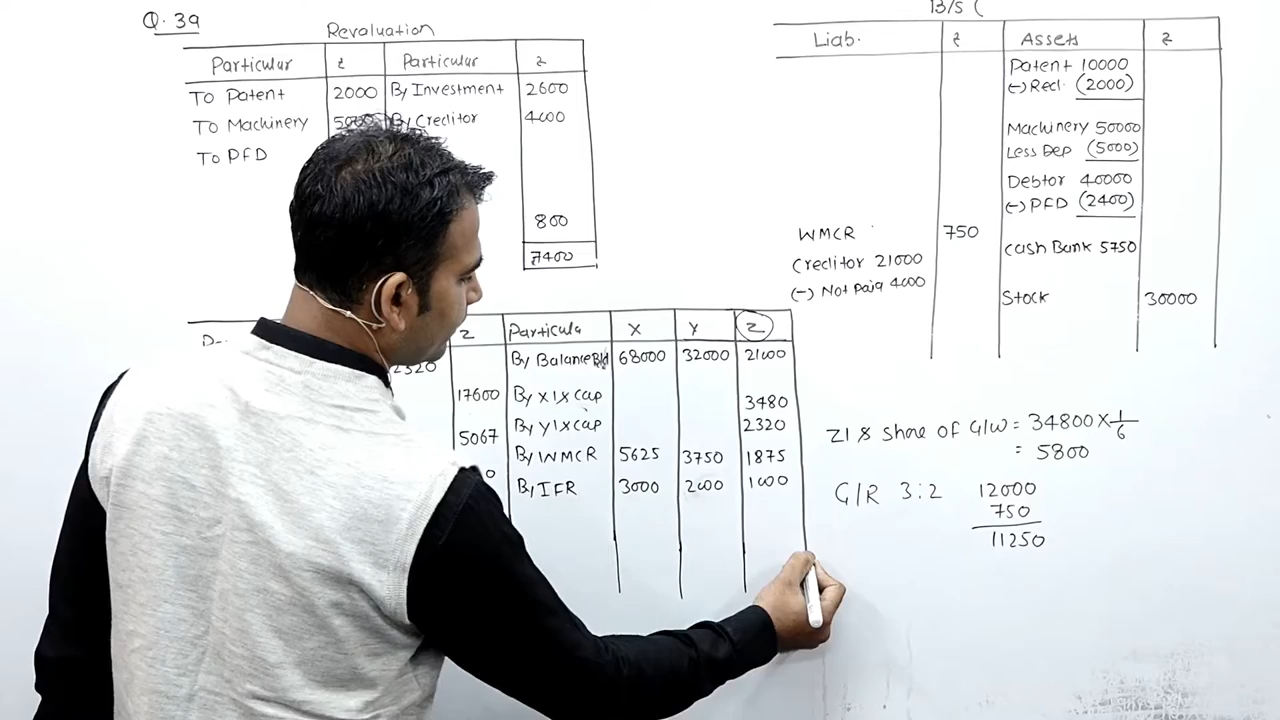 Q. 39
Revaluation
Particular ₹ Particular ₹
To Patent 2000 By Investment 2600
To Machinery 5000 By Creditor 4000
To PFD
800
7400
B/S (
Liab. ₹ Assets ₹
Patent 10000
(-) Recl. (2000)
Machinery 50000
Less Dep (5000)
Debtor 40000
(-) PFD (2400)
WMCR 750
Cash Bank 5750
Creditor 21000
(-) Not paid 4000
Stock 30000
Z Particula X Y Z
2320 By Balance B/d 68000 32000 21000
17600 By X's cap 3480
5067 By Y's cap 2320
By WMCR 5625 3750 1875
0 By IFR 3000 2000 1000
Z's share of G/W = 34800 × 1/6
= 5800
G/R 3:2 12000
750
11250